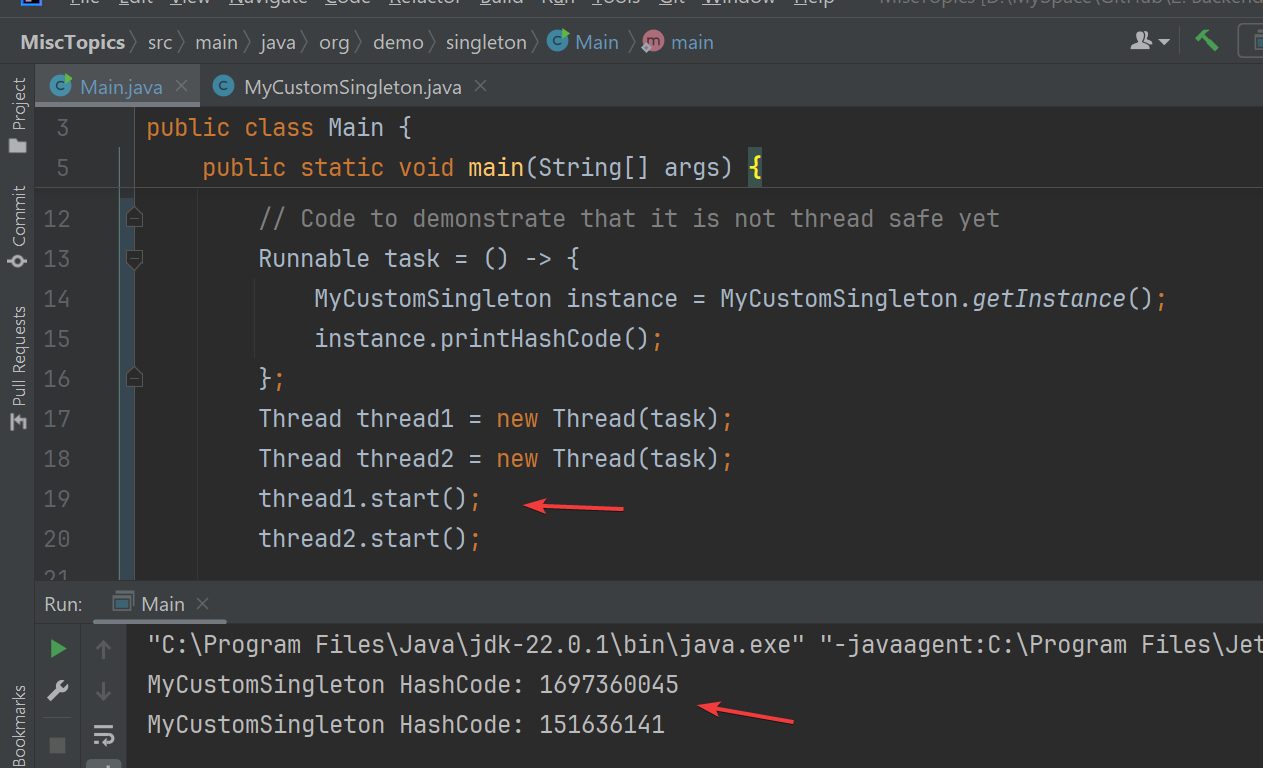 File Edit View Navigate Code Refactor Build Run Tools Git Window Help
MiscTopics src main java org demo singleton Main main
Main.java MyCustomSingleton.java
Project
Commit
Pull Requests
Bookmarks
3 public class Main {
5 public static void main(String[] args) {
12 // Code to demonstrate that it is not thread safe yet
13 Runnable task = () -> {
14 MyCustomSingleton instance = MyCustomSingleton.getInstance();
15 instance.printHashCode();
16 };
17 Thread thread1 = new Thread(task);
18 Thread thread2 = new Thread(task);
19 thread1.start();
20 thread2.start();
21
Run: Main
"C:\Program Files\Java\jdk-22.0.1\bin\java.exe" "-javaagent:C:\Program Files\Jet
MyCustomSingleton HashCode: 1697360045
MyCustomSingleton HashCode: 151636141